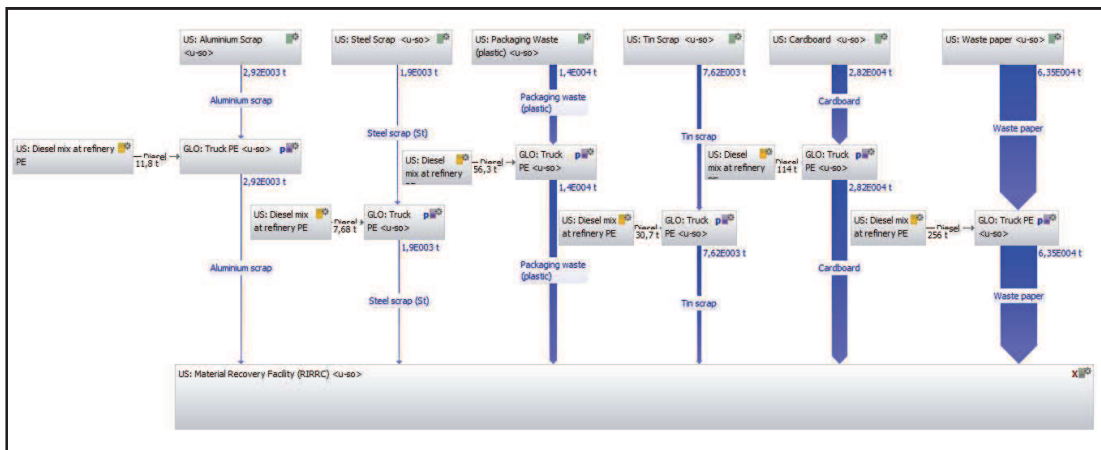 US: Aluminium Scrap
<u-so>
US: Steel Scrap <u-so>
US: Packaging Waste
(plastic) <u-so>
US: Tin Scrap <u-so>
US: Cardboard <u-so>
US: Waste paper <u-so>
2,92E003 t
1,9E003 t
1,4E004 t
7,62E003 t
2,82E004 t
6,35E004 t
Aluminium scrap
Steel scrap (St)
Packaging waste
(plastic)
Tin scrap
Cardboard
Waste paper
US: Diesel mix at refinery
PE
Diesel
11,8 t
GLO: Truck PE <u-so>
p
2,92E003 t
US: Diesel
mix at refinery
Diesel
56,3 t
GLO: Truck
PE <u-so>
p
1,4E004 t
US: Diesel
mix at refinery
Diesel
114 t
GLO: Truck
PE <u-so>
p
2,82E004 t
US: Diesel mix
at refinery PE
Diesel
7,68 t
GLO: Truck
PE <u-so>
p
1,9E003 t
US: Diesel mix
at refinery PE
Diesel
30,7 t
GLO: Truck
PE <u-so>
p
7,62E003 t
US: Diesel mix
at refinery PE
Diesel
256 t
GLO: Truck PE
<u-so>
p
6,35E004 t
Aluminium scrap
Steel scrap (St)
Packaging waste
(plastic)
Tin scrap
Cardboard
Waste paper
US: Material Recovery Facility (RIRRC) <u-so>
X